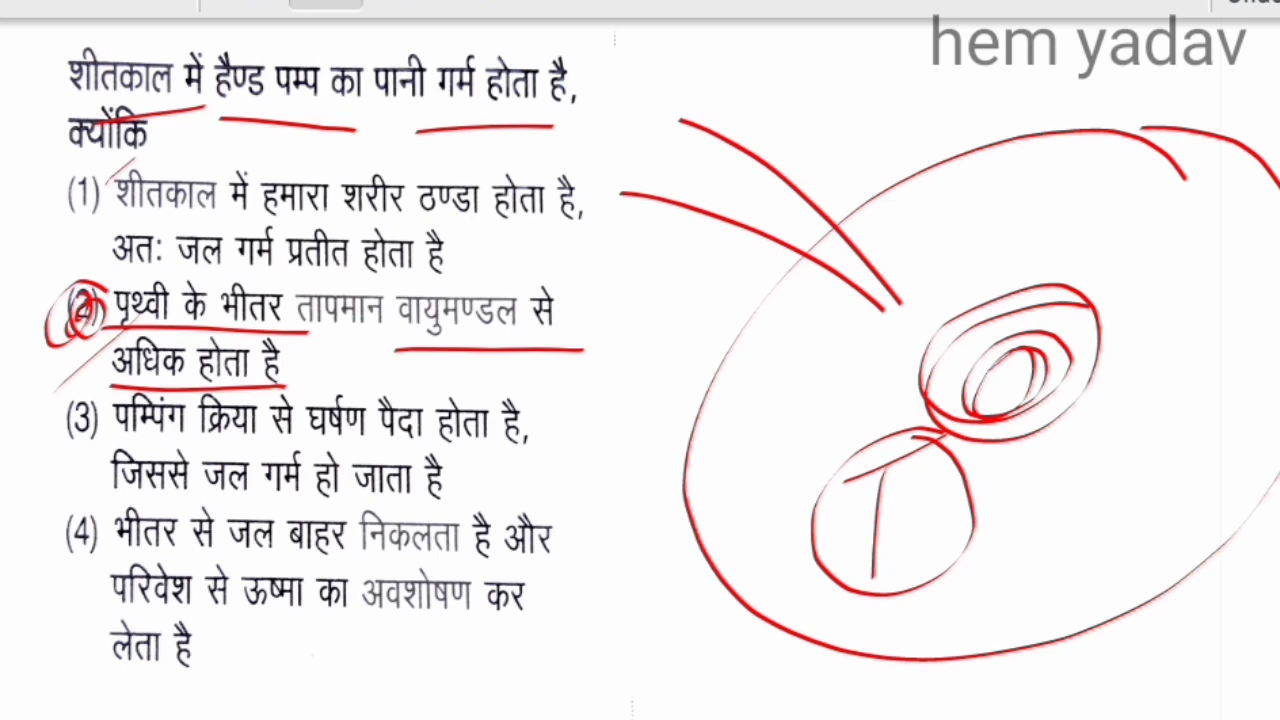 hem yadav
शीतकाल में हैण्ड पम्प का पानी गर्म होता है,
क्योंकि
(1) शीतकाल में हमारा शरीर ठण्डा होता है,
अतः जल गर्म प्रतीत होता है
(2) पृथ्वी के भीतर तापमान वायुमण्डल से
अधिक होता है
(3) पम्पिंग क्रिया से घर्षण पैदा होता है,
जिससे जल गर्म हो जाता है
(4) भीतर से जल बाहर निकलता है और
परिवेश से ऊष्मा का अवशोषण कर
लेता है
T